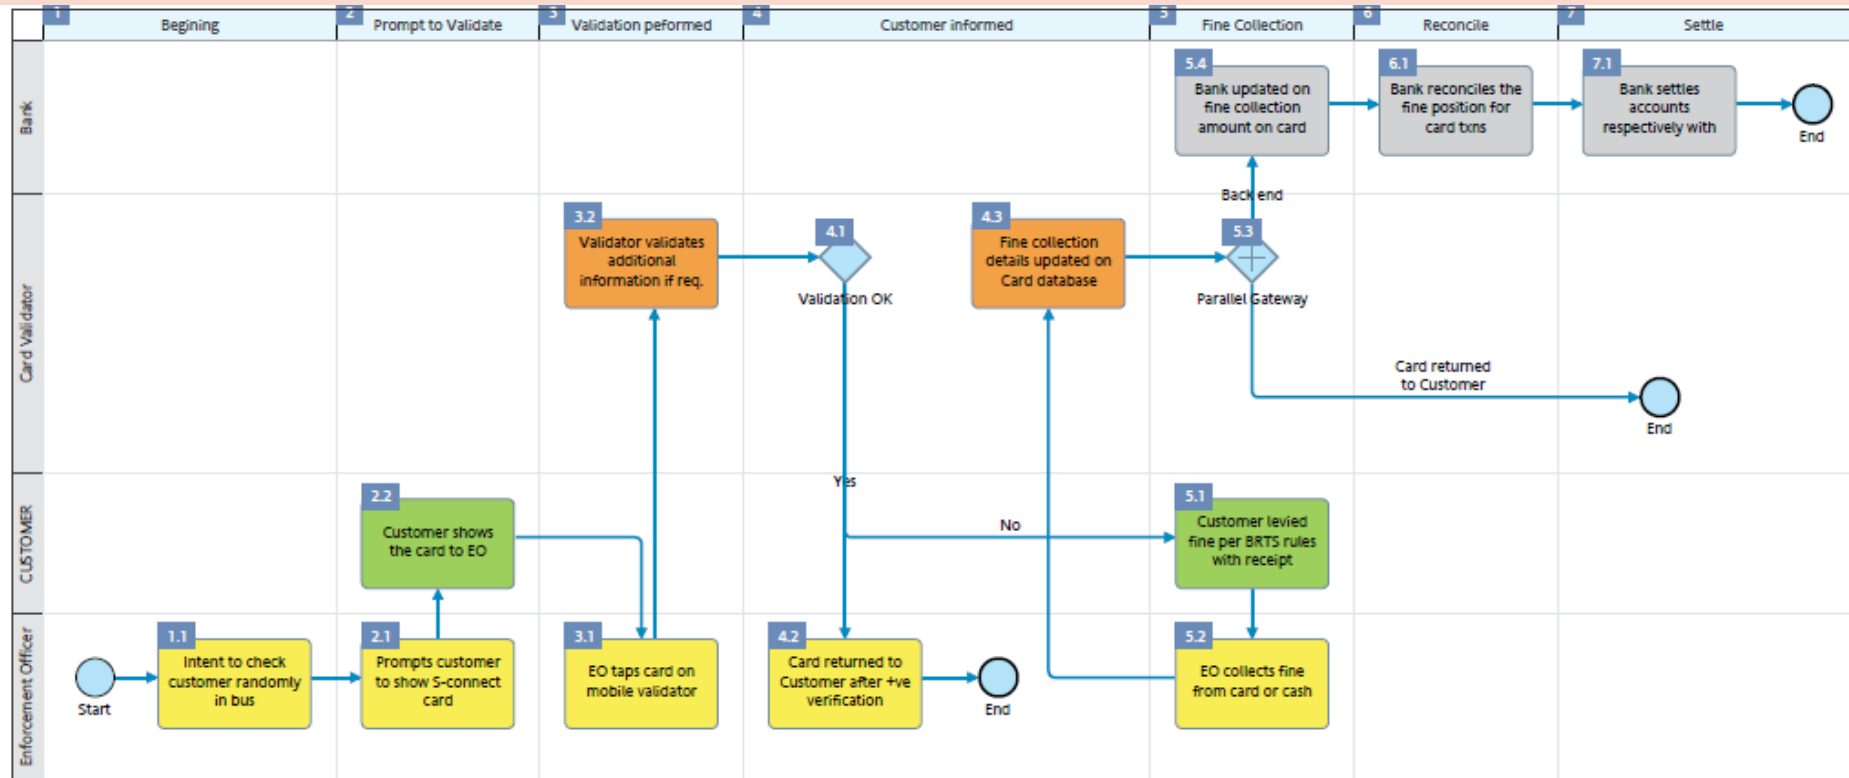 1 Begining
2 Prompt to Validate
3 Validation peformed
4 Customer informed
5 Fine Collection
6 Reconcile
7 Settle
Bank
5.4
Bank updated on
fine collection
amount on card
6.1
Bank reconciles the
fine position for
card txns
7.1
Bank settles
accounts
respectively with
End
Back end
Card Validator
3.2
Validator validates
additional
information if req.
4.1
Validation OK
4.3
Fine collection
details updated on
Card database
5.3
Parallel Gateway
Card returned
to Customer
End
Yes
No
CUSTOMER
2.2
Customer shows
the card to EO
5.1
Customer levied
fine per BRTS rules
with receipt
Enforcement Officer
Start
1.1
Intent to check
customer randomly
in bus
2.1
Prompts customer
to show S-connect
card
3.1
EO taps card on
mobile validator
4.2
Card returned to
Customer after +ve
verification
End
5.2
EO collects fine
from card or cash